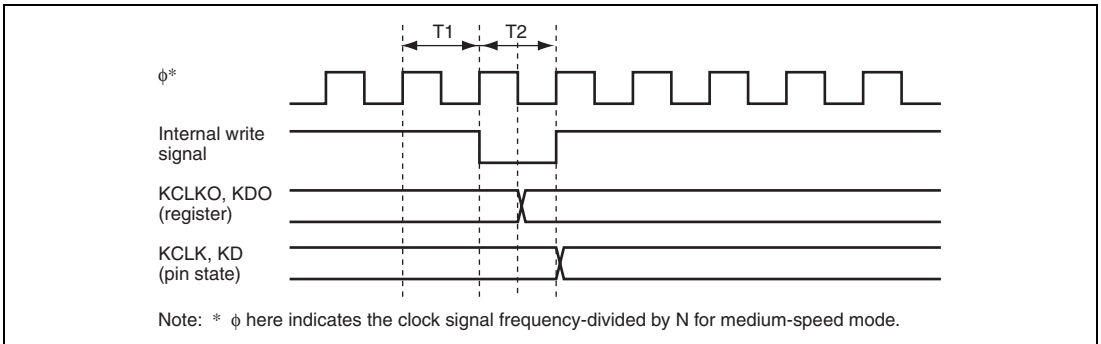 T1 T2
φ*
Internal write
signal
KCLKO, KDO
(register)
KCLK, KD
(pin state)
Note: * φ here indicates the clock signal frequency-divided by N for medium-speed mode.